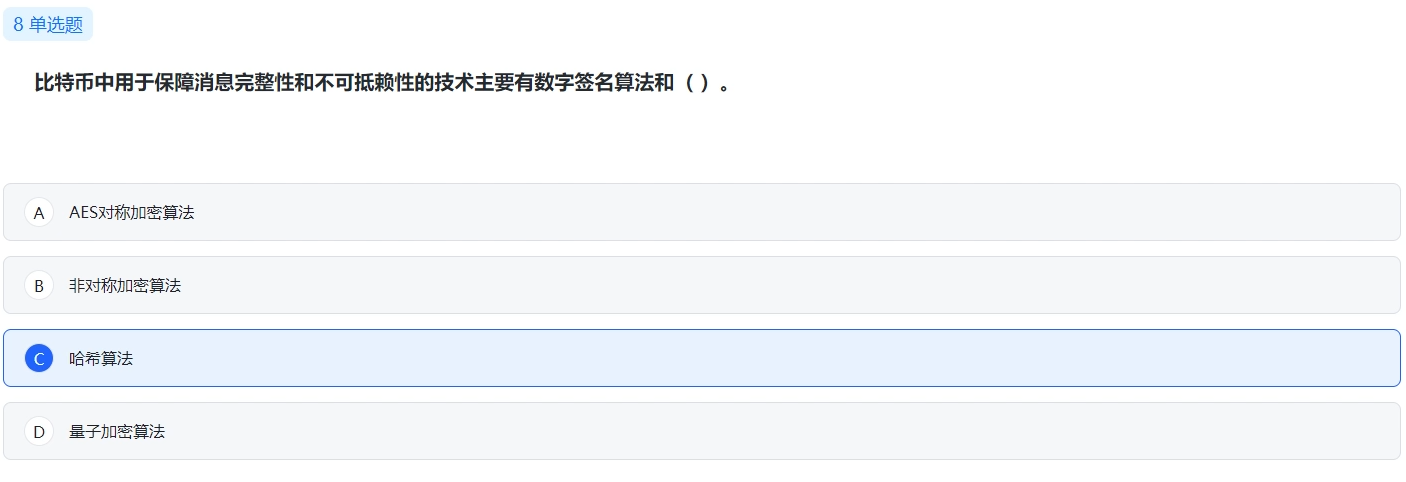 8 单选题
比特币中用于保障消息完整性和不可抵赖性的技术主要有数字签名算法和（ ）。
A AES对称加密算法
B 非对称加密算法
C 哈希算法
D 量子加密算法